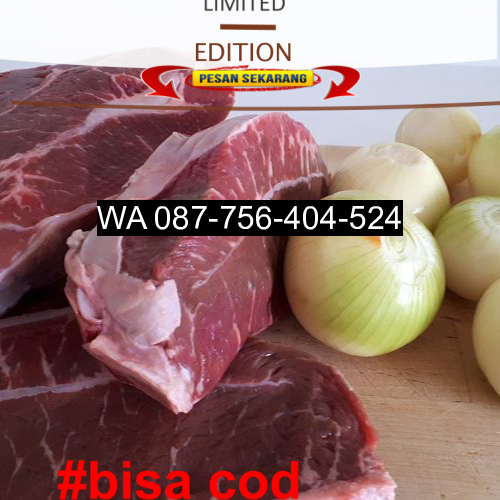 LIMITED
EDITION
PESAN SEKARANG
WA 087-756-404-524
#bisa cod